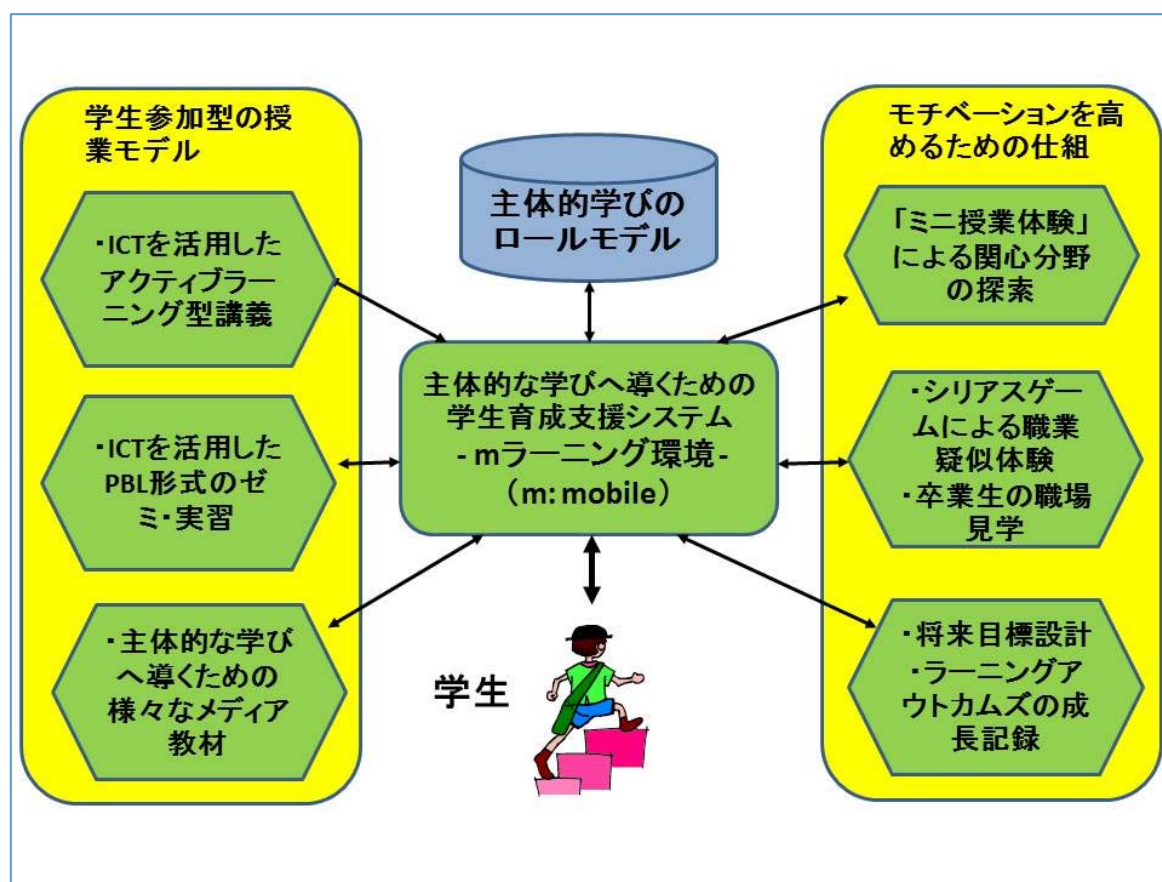 学生参加型の授
業モデル
・ICTを活用した
アクティブラー
ニング型講義
・ICTを活用した
PBL形式のゼ
ミ・実習
・主体的な学び
へ導くための
様々なメディア
教材
主体的学びの
ロールモデル
主体的な学びへ導くための
学生育成支援システム
- mラーニング環境-
（m: mobile）
学生
モチベーションを高
めるための仕組
「ミニ授業体験」
による関心分野
の探索
・シリアスゲー
ムによる職業
疑似体験
・卒業生の職場
見学
・将来目標設計
・ラーニングア
ウトカムズの成
長記録